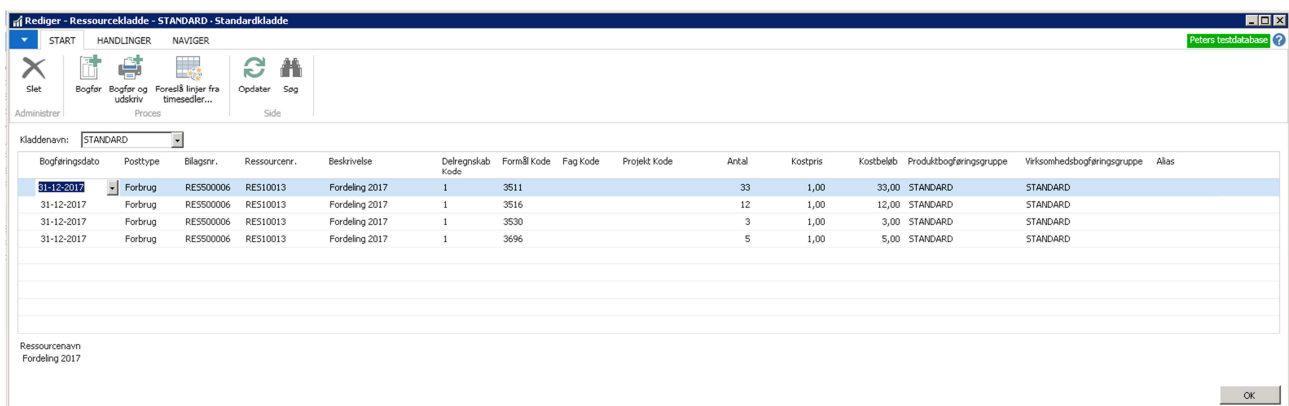 Rediger - Ressourcekladde - STANDARD · Standardkladde
START HANDLINGER NAVIGER Peters testdatabase
Slet Bogfør Bogfør og udskriv Foreslå linjer fra timesedler... Opdater Søg
Administrer Proces Side
Kladdenavn: STANDARD
Bogføringsdato Posttype Bilagsnr. Ressourcenr. Beskrivelse Delregnskab Kode Formål Kode Fag Kode Projekt Kode Antal Kostpris Kostbeløb Produktbogføringsgruppe Virksomhedsbogføringsgruppe Alias
31-12-2017 Forbrug RES500006 RES10013 Fordeling 2017 1 3511 33 1,00 33,00 STANDARD STANDARD
31-12-2017 Forbrug RES500006 RES10013 Fordeling 2017 1 3516 12 1,00 12,00 STANDARD STANDARD
31-12-2017 Forbrug RES500006 RES10013 Fordeling 2017 1 3530 3 1,00 3,00 STANDARD STANDARD
31-12-2017 Forbrug RES500006 RES10013 Fordeling 2017 1 3696 5 1,00 5,00 STANDARD STANDARD
Ressourcenavn
Fordeling 2017
OK